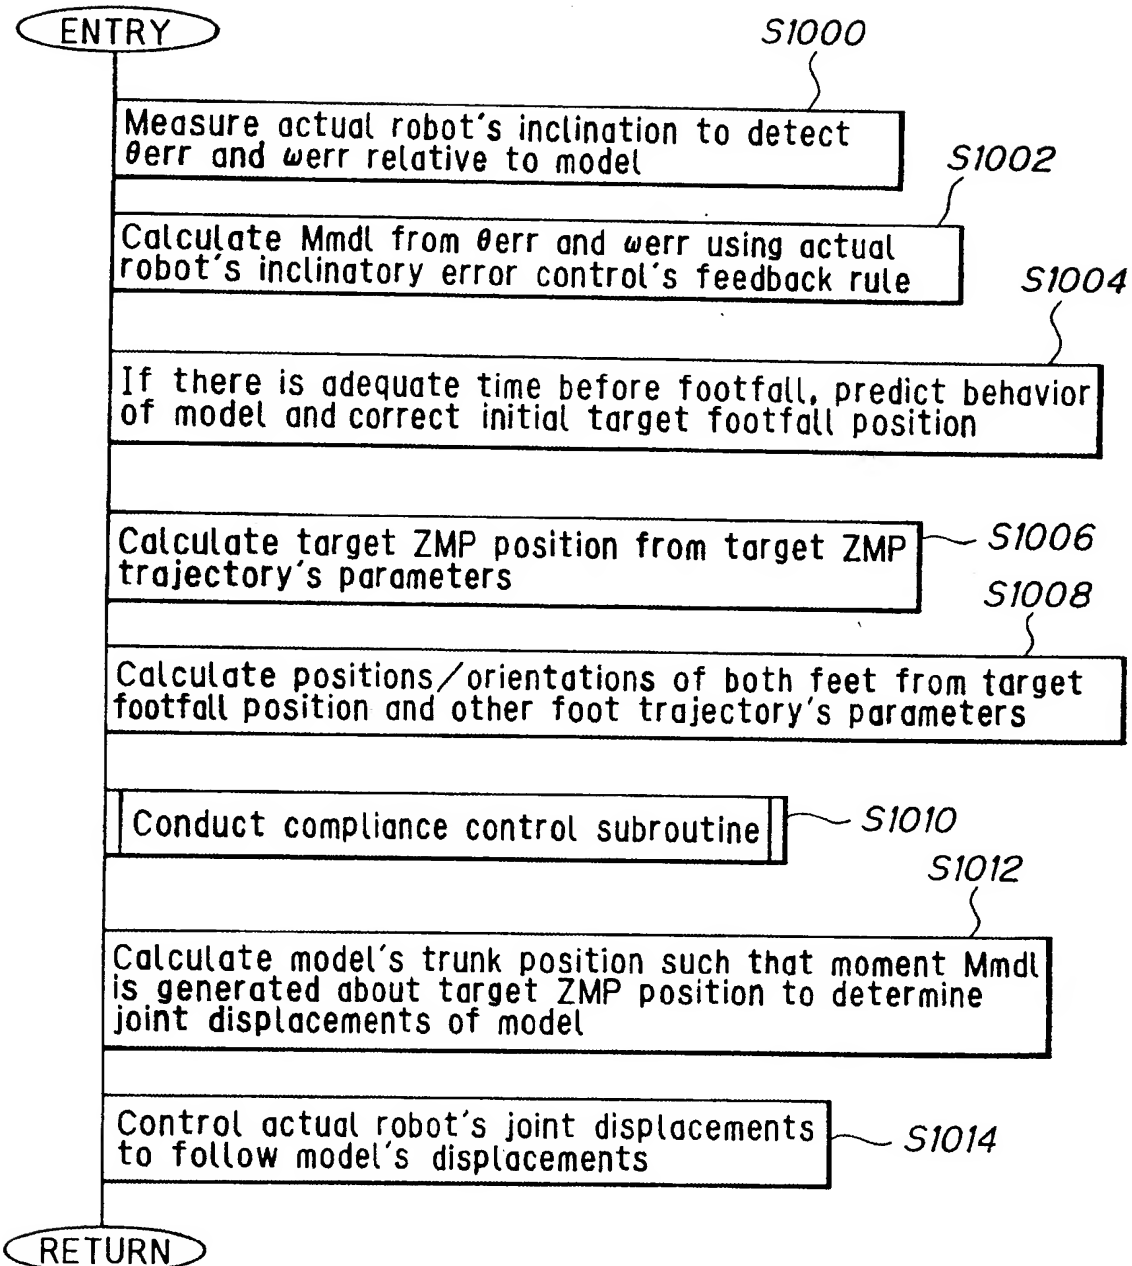 ENTRY
S1000
Measure actual robot's inclination to detect
θerr and ωerr relative to model
S1002
Calculate Mmdl from θerr and ωerr using actual
robot's inclinatory error control's feedback rule
S1004
If there is adequate time before footfall, predict behavior
of model and correct initial target footfall position
Calculate target ZMP position from target ZMP
trajectory's parameters
S1006
S1008
Calculate positions/orientations of both feet from target
footfall position and other foot trajectory's parameters
Conduct compliance control subroutine
S1010
S1012
Calculate model's trunk position such that moment Mmdl
is generated about target ZMP position to determine
joint displacements of model
Control actual robot's joint displacements
to follow model's displacements
S1014
RETURN